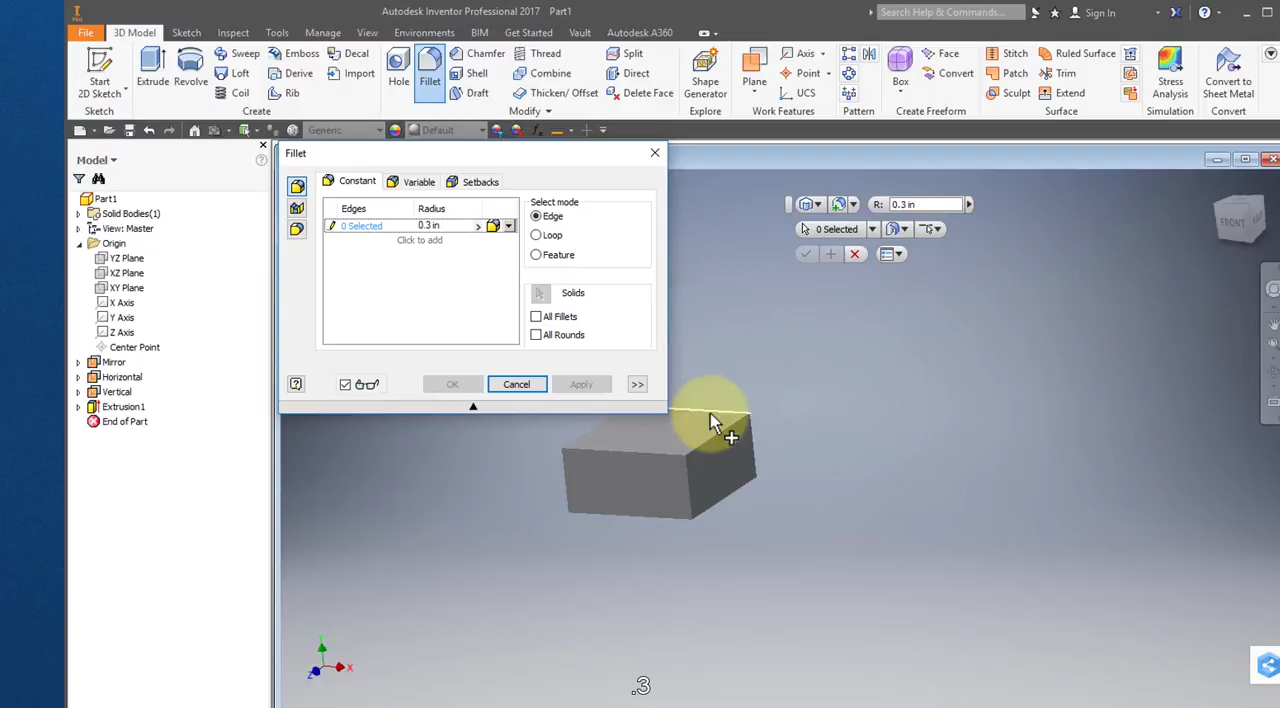 Autodesk Inventor Professional 2017 Part1
Search Help & Commands...
Sign In
File 3D Model Sketch Inspect Tools Manage View Environments BIM Get Started Vault Autodesk A360
Start
2D Sketch
Sketch
Extrude
Revolve
Sweep
Loft
Coil
Emboss
Derive
Rib
Decal
Import
Create
Hole
Fillet
Chamfer
Shell
Draft
Thread
Combine
Thicken/ Offset
Split
Direct
Delete Face
Modify
Shape
Generator
Explore
Plane
Axis
Point
UCS
Work Features
Pattern
Box
Face
Convert
Create Freeform
Stitch
Patch
Sculpt
Ruled Surface
Trim
Extend
Surface
Stress
Analysis
Simulation
Convert to
Sheet Metal
Convert
Generic
Default
Model
Part1
Solid Bodies(1)
View: Master
Origin
YZ Plane
XZ Plane
XY Plane
X Axis
Y Axis
Z Axis
Center Point
Mirror
Horizontal
Vertical
Extrusion1
End of Part
Fillet
Constant Variable Setbacks
Edges Radius
0 Selected 0.3 in
Click to add
Select mode
Edge
Loop
Feature
Solids
All Fillets
All Rounds
OK Cancel Apply >>
R: 0.3 in
0 Selected
FRONT
Y
X
Z
.3